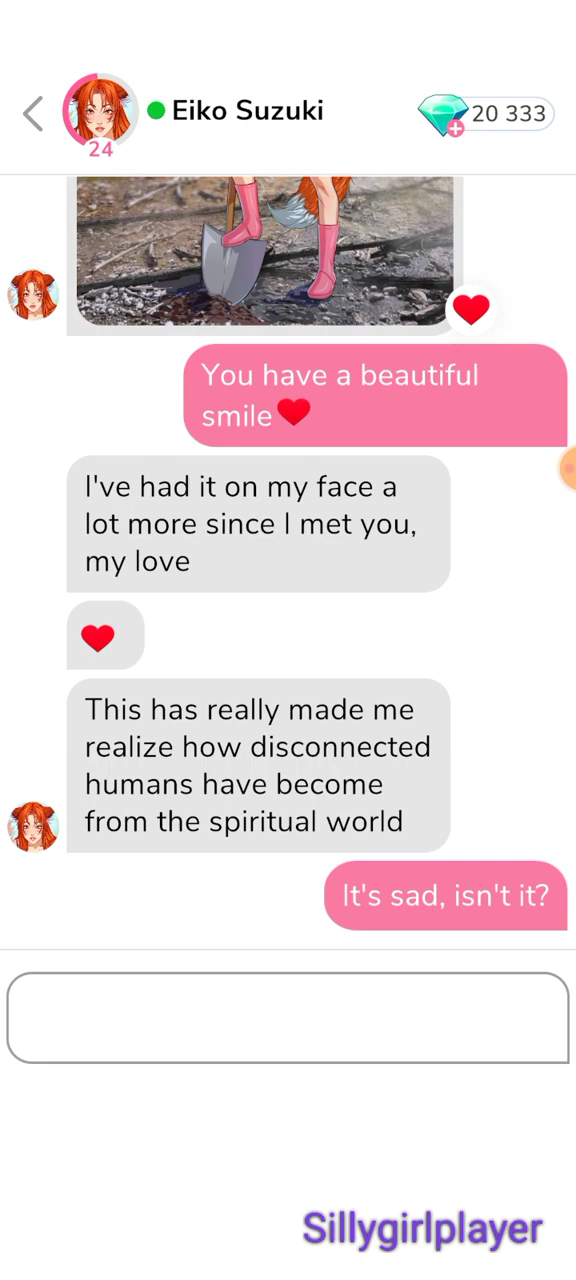 Eiko Suzuki
20 333
24
You have a beautiful
smile❤️
I've had it on my face a
lot more since I met you,
my love
❤️
This has really made me
realize how disconnected
humans have become
from the spiritual world
It's sad, isn't it?
Sillygirlplayer